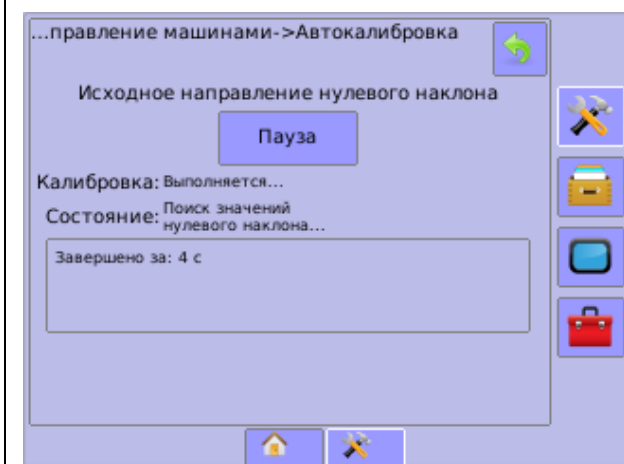 ...правление машинами->Автокалибровка
Исходное направление нулевого наклона
Пауза
Калибровка: Выполняется...
Состояние: Поиск значений
нулевого наклона...
Завершено за: 4 с